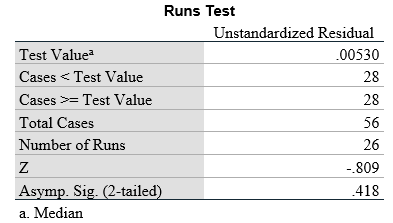 Runs Test
Unstandardized Residual
Test Valueᵃ .00530
Cases < Test Value 28
Cases >= Test Value 28
Total Cases 56
Number of Runs 26
Z -.809
Asymp. Sig. (2-tailed) .418
a. Median